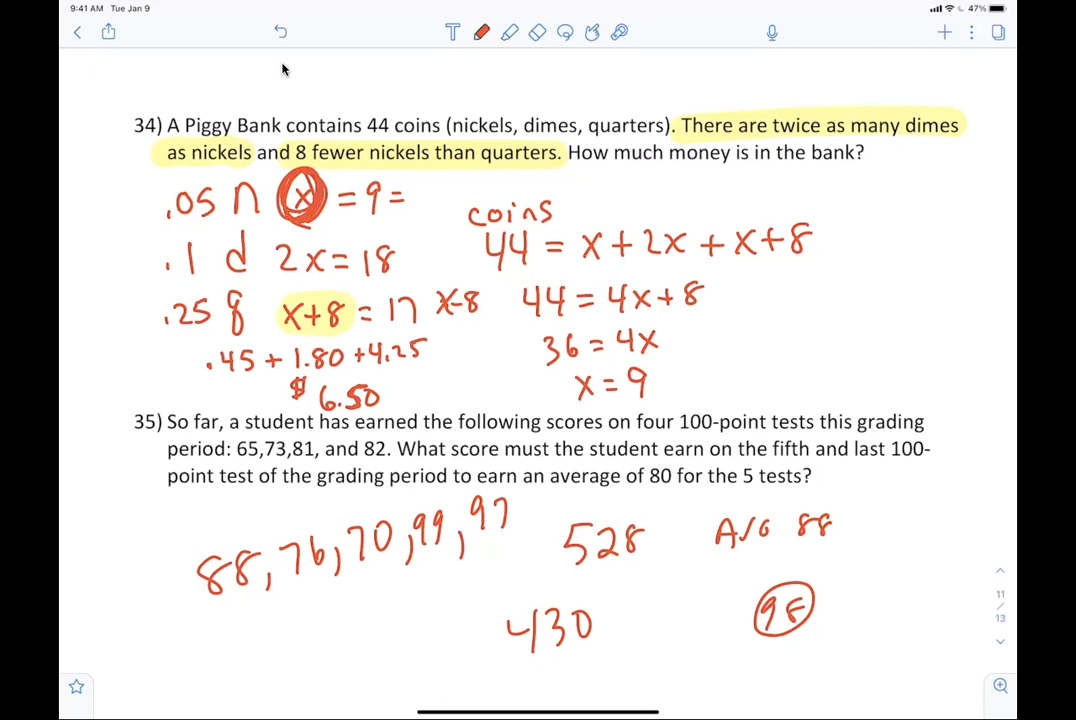 9:41 AM Tue Jan 9
47%
34) A Piggy Bank contains 44 coins (nickels, dimes, quarters). There are twice as many dimes
as nickels and 8 fewer nickels than quarters. How much money is in the bank?
.05 n x = 9 =
coins
44 = x + 2x + x + 8
.1 d 2x = 18
.25 q x+8 = 17 x-8
44 = 4x + 8
.45 + 1.80 + 4.25
36 = 4x
$ 6.50
x = 9
35) So far, a student has earned the following scores on four 100-point tests this grading
period: 65,73,81, and 82. What score must the student earn on the fifth and last 100-
point test of the grading period to earn an average of 80 for the 5 tests?
88, 76, 70, 99, 97
528
AVG 88
430
98
11
/
13